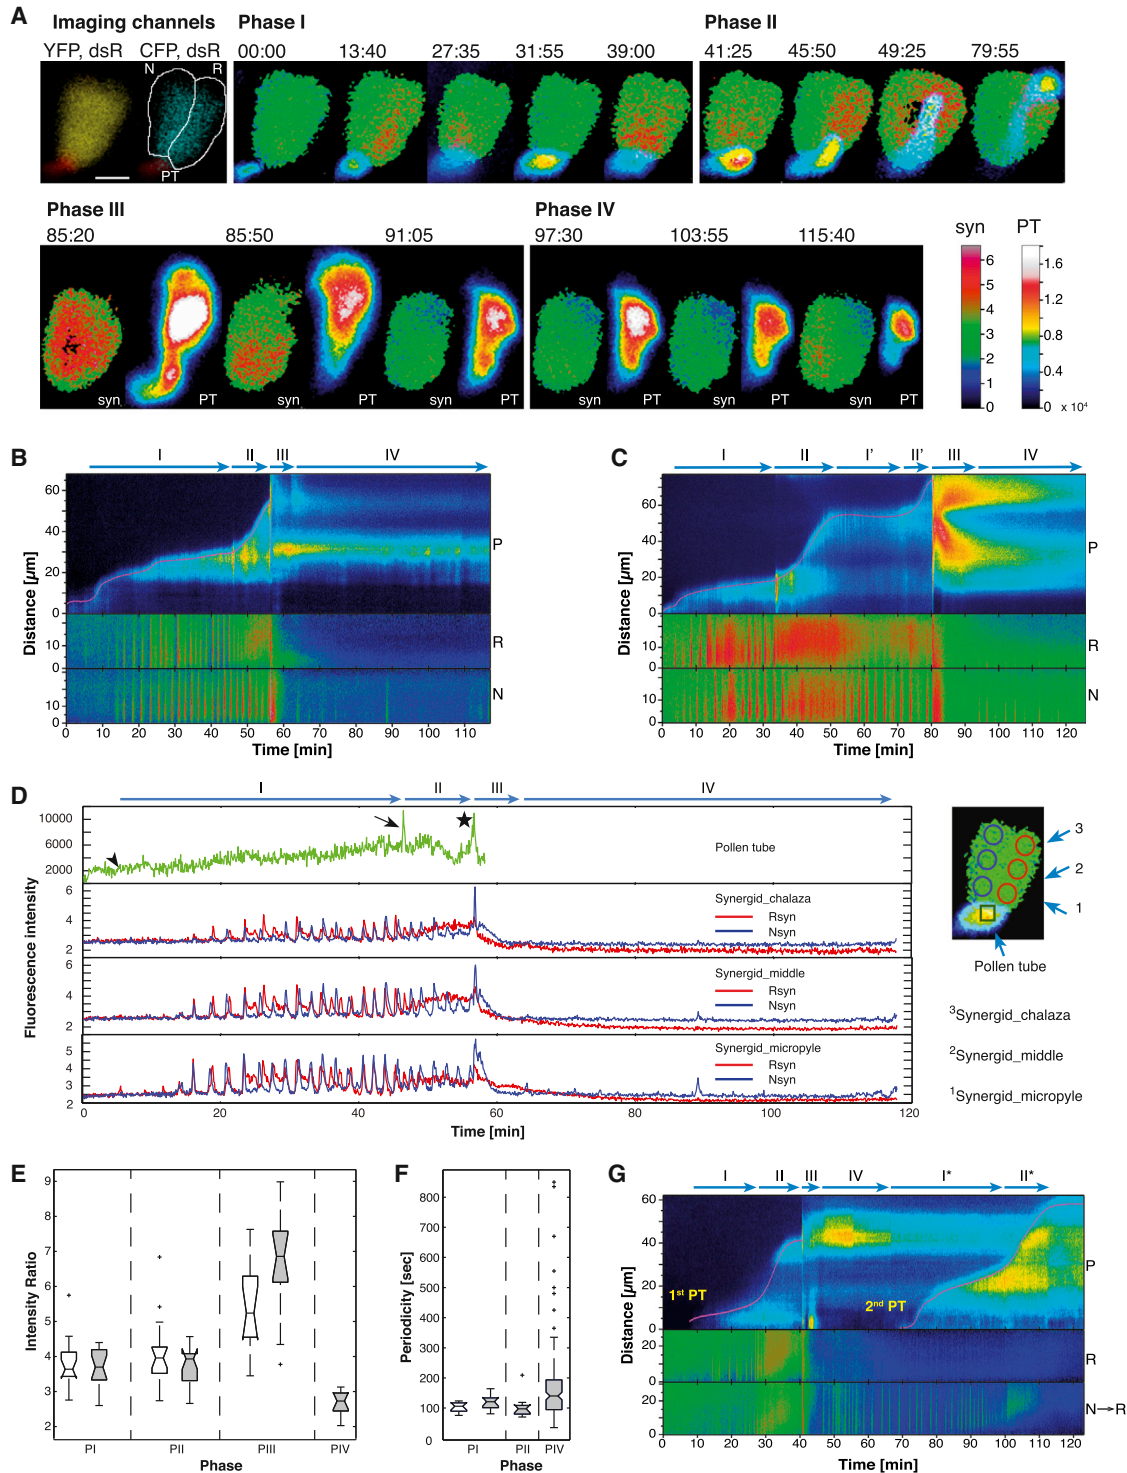 A
Imaging channels
YFP, dsR
CFP, dsR
N
R
PT
Phase I
00:00
13:40
27:35
31:55
39:00
Phase II
41:25
45:50
49:25
79:55
Phase III
85:20
85:50
91:05
syn
PT
syn
PT
syn
PT
Phase IV
97:30
103:55
115:40
syn
PT
syn
PT
syn
PT
syn
PT
6
5
4
3
2
1
0
1.6
1.2
0.8
0.4
0 x 10⁴
B
I
II
III
IV
60
40
20
0
10
0
10
0
Distance [µm]
P
R
N
0 10 20 30 40 50 60 70 80 90 100 110
Time [min]
C
I
II
I'
II'
III
IV
60
40
20
0
10
0
10
0
Distance [µm]
P
R
N
0 10 20 30 40 50 60 70 80 90 100 110 120
Time [min]
D
I
II
III
IV
10000
6000
2000
Pollen tube
6
4
2
Synergid_chalaza
Rsyn
Nsyn
6
4
2
Synergid_middle
Rsyn
Nsyn
5
4
3
2
Synergid_micropyle
Rsyn
Nsyn
Fluorescence intensity
0 20 40 60 80 100 120
Time [min]
3
2
1
Pollen tube
³Synergid_chalaza
²Synergid_middle
¹Synergid_micropyle
E
9
8
7
6
5
4
3
2
Intensity Ratio
PI PII PIII PIV
Phase
F
800
700
600
500
400
300
200
100
0
Periodicity [sec]
PI PII PIV
Phase
G
I
II
III
IV
I*
II*
60
40
20
0
20
0
20
0
Distance [µm]
1st PT
2nd PT
P
R
N→R
0 10 20 30 40 50 60 70 80 90 100 110 120
Time [min]